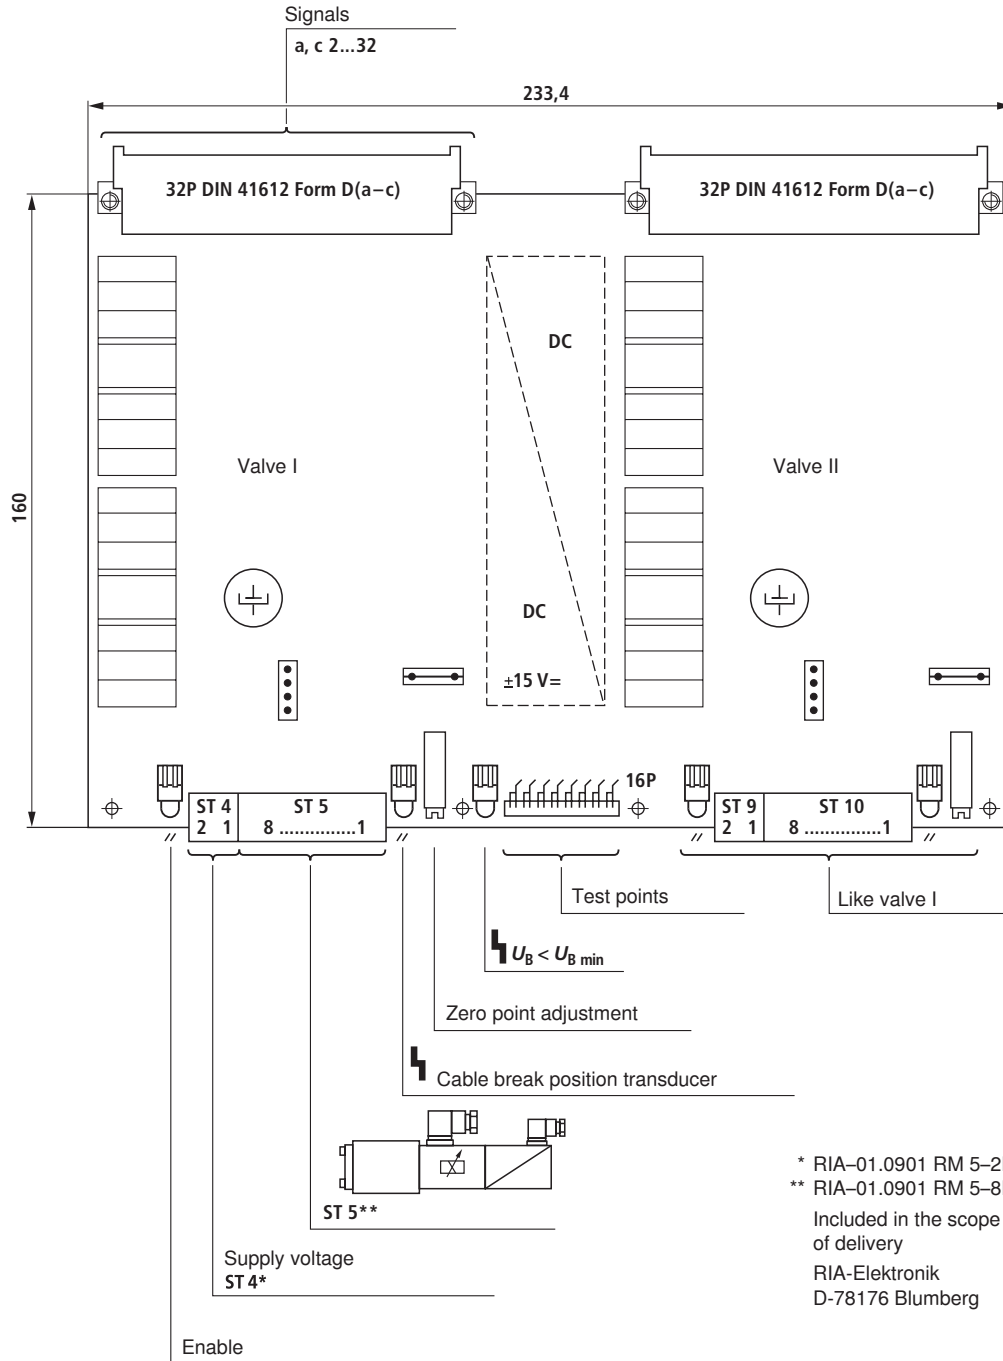 Signals
a, c 2...32
233,4
32P DIN 41612 Form D(a–c)
32P DIN 41612 Form D(a–c)
160
DC
Valve I
Valve II
DC
±15 V=
16P
ST 4
ST 5
2 1
8 ...............1
ST 9
ST 10
2 1
8 ...............1
Test points
Like valve I
U_B < U_B min
Zero point adjustment
Cable break position transducer
ST 5**
* RIA–01.0901 RM 5–2
** RIA–01.0901 RM 5–8
Included in the scope
of delivery
RIA-Elektronik
D-78176 Blumberg
Supply voltage
ST 4*
Enable